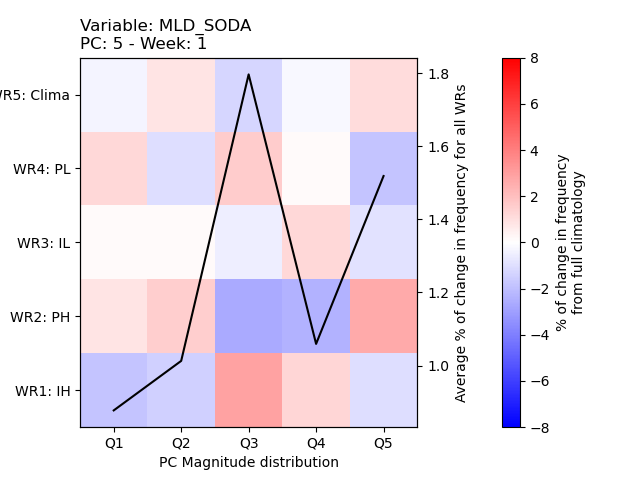 Variable: MLD_SODA
PC: 5 - Week: 1
WR5: Clima
WR4: PL
WR3: IL
WR2: PH
WR1: IH
Q1 Q2 Q3 Q4 Q5
PC Magnitude distribution
1.8
1.6
1.4
1.2
1.0
Average % of change in frequency for all WRs
8
6
4
2
0
−2
−4
−6
−8
% of change in frequency
from full climatology